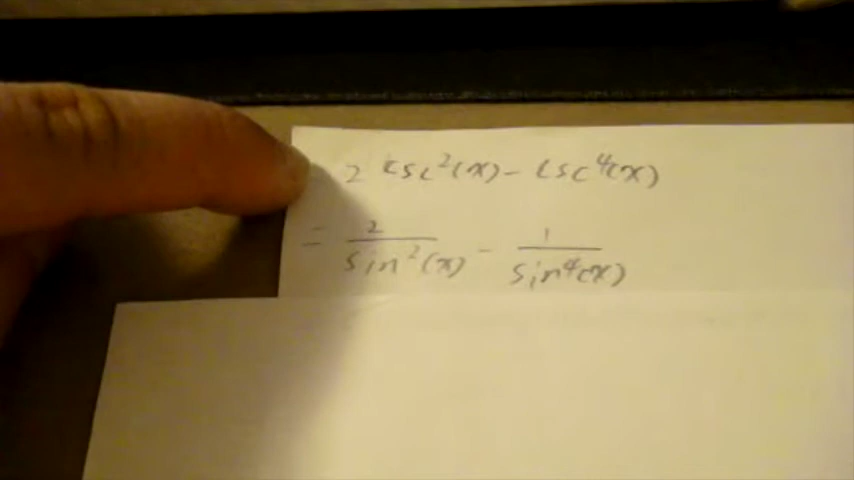 2 csc²(x) - csc⁴(x)
= 2/sin²(x) - 1/sin⁴(x)